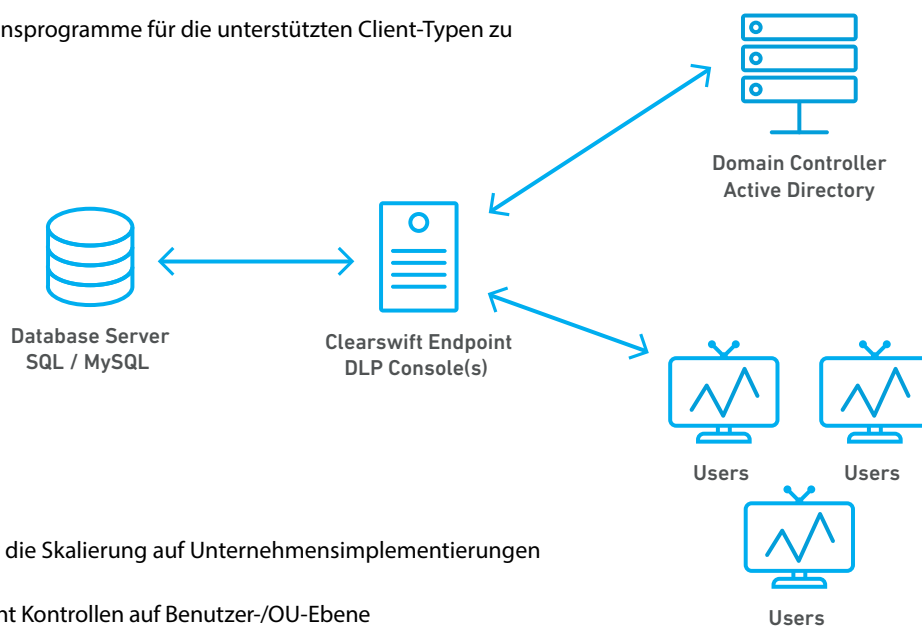 nsprogramme für die unterstützten Client-Typen zu
Domain Controller
Active Directory
Database Server
SQL / MySQL
Clearswift Endpoint
DLP Console(s)
Users
Users
Users
die Skalierung auf Unternehmensimplementierungen
nt Kontrollen auf Benutzer-/OU-Ebene